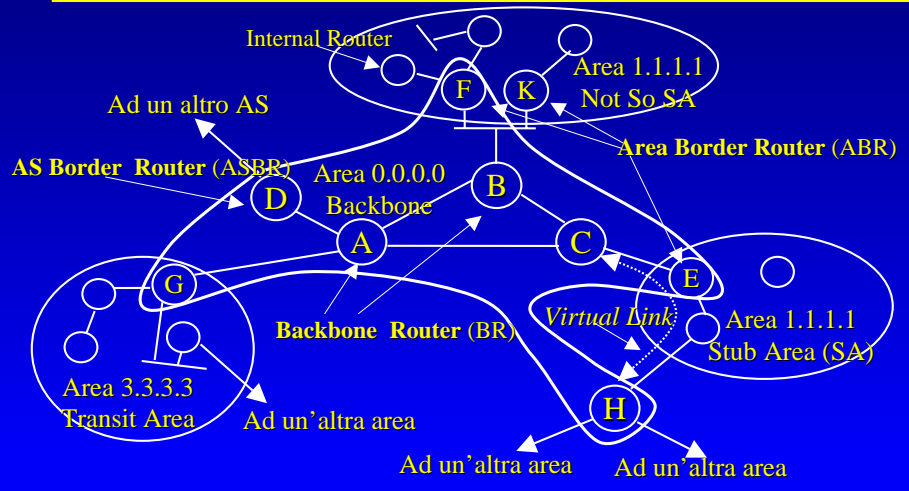 Internal Router
F
K
Area 1.1.1.1
Not So SA
Ad un altro AS
AS Border Router (ASBR)
Area Border Router (ABR)
Area 0.0.0.0
Backbone
D
B
A
C
G
E
Backbone Router (BR)
Virtual Link
Area 1.1.1.1
Stub Area (SA)
Area 3.3.3.3
Transit Area
Ad un'altra area
H
Ad un'altra area
Ad un'altra area